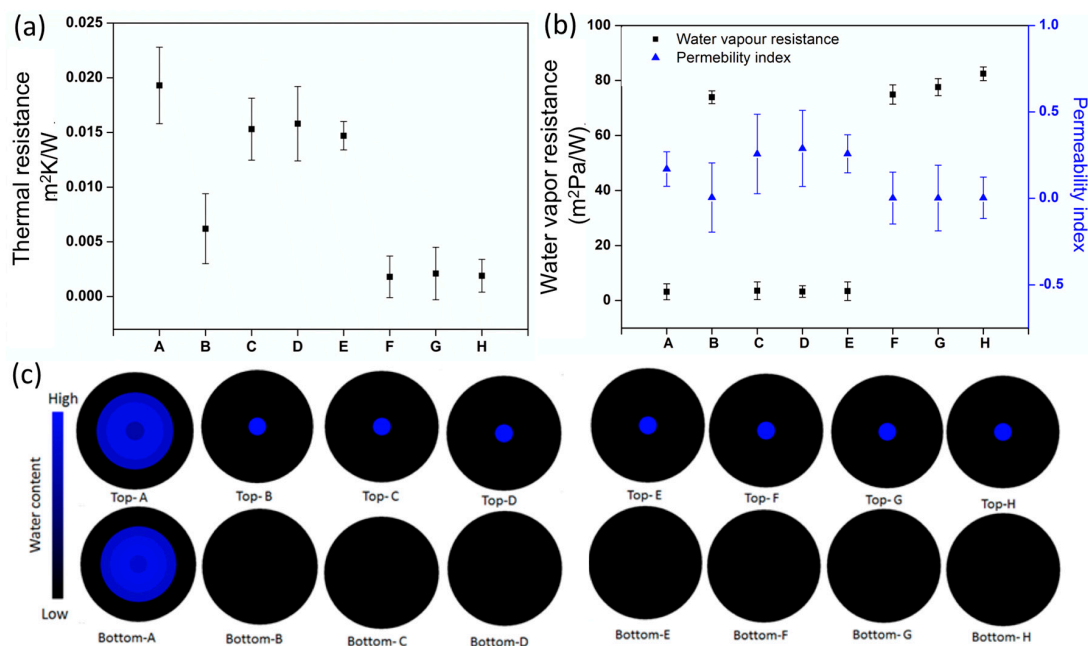 (a)
Thermal resistance
m²K/W
0.025
0.020
0.015
0.010
0.005
0.000
A B C D E F G H
(b)
Water vapor resistance
(m²Pa/W)
100
80
60
40
20
0
Water vapour resistance
Permebility index
1.0
0.5
0.0
-0.5
Permeability index
A B C D E F G H
(c)
High
Water content
Low
Top- A Top- B Top- C Top-D Top- E Top- F Top- G Top-H
Bottom-A Bottom-B Bottom- C Bottom-D Bottom-E Bottom-F Bottom- G Bottom- H